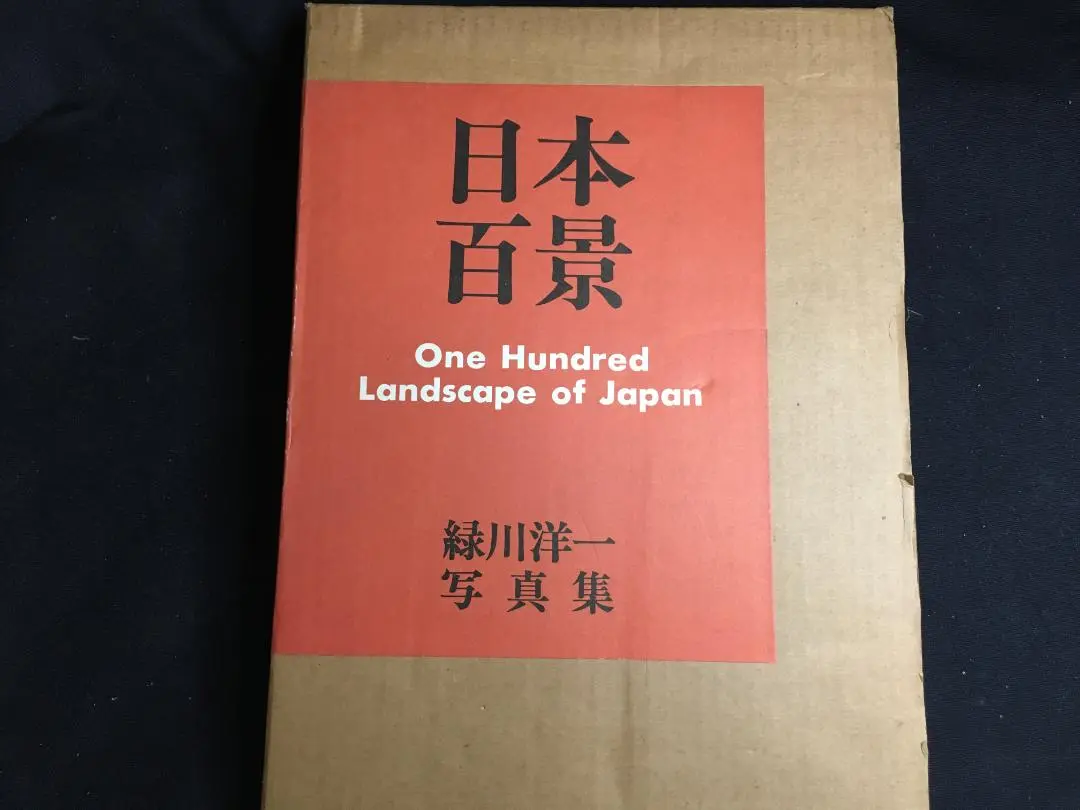 日本
百景
One Hundred
Landscape of Japan
緑川洋一
写真集